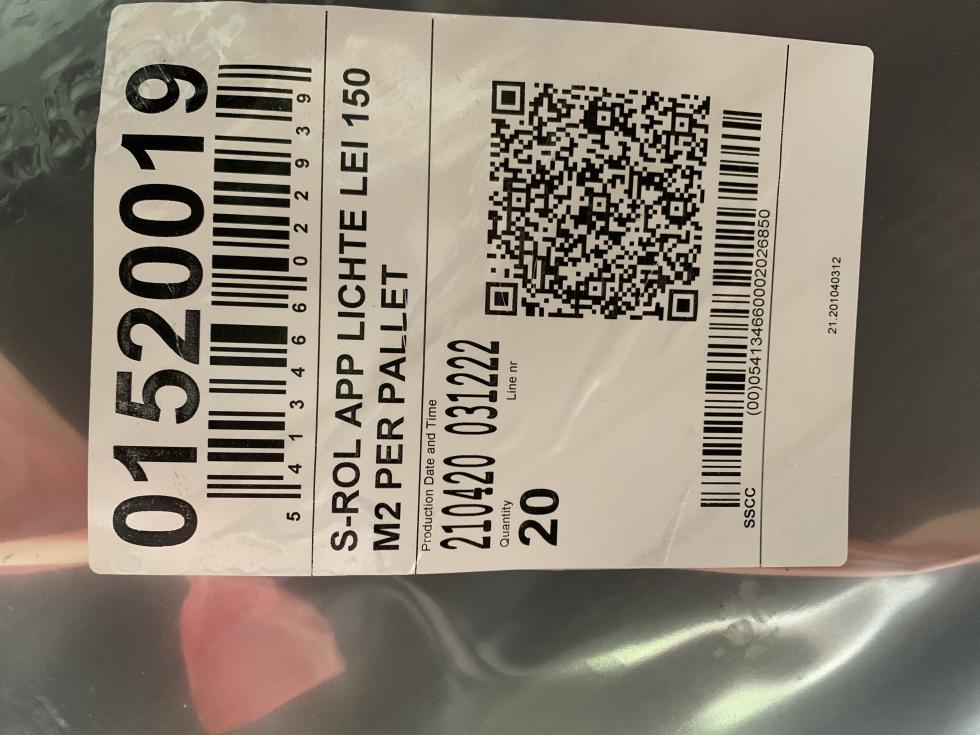 01520019
5 413466 022939
S-ROL APP LICHTE LEI 150
M2 PER PALLET
Production Date and Time
210420 031222
Quantity
Line nr
20
SSCC
(00)054134660002026850
21.201040312